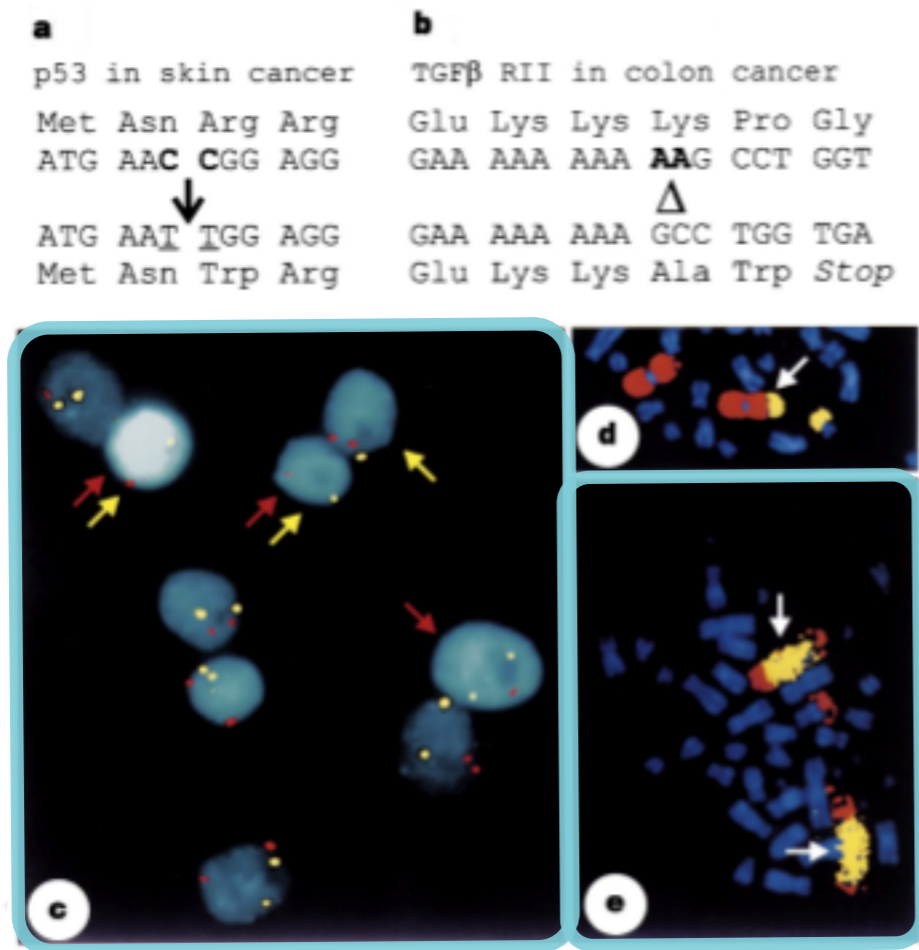 a
p53 in skin cancer
Met Asn Arg Arg
ATG AAC CGG AGG
ATG AAT TGG AGG
Met Asn Trp Arg
b
TGFβ RII in colon cancer
Glu Lys Lys Lys Pro Gly
GAA AAA AAA AAG CCT GGT
Δ
GAA AAA AAA GCC TGG TGA
Glu Lys Lys Ala Trp Stop
c
d
e